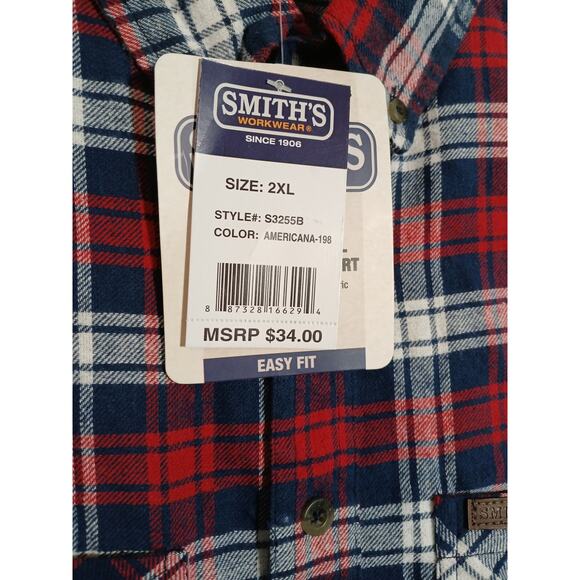 SMITH'S
WORKWEAR®
SINCE 1906
SIZE: 2XL
STYLE#: S3255B
COLOR: AMERICANA-198
8 87328 16629 4
MSRP $34.00
EASY FIT